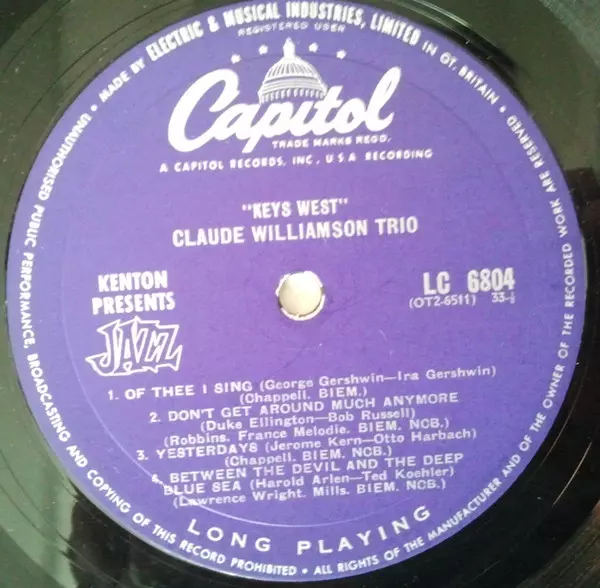 MADE BY ELECTRIC & MUSICAL INDUSTRIES, LIMITED IN GT. BRITAIN •
REGISTERED USER
Capitol
TRADE MARKS REGD.
A CAPITOL RECORDS, INC., U S A RECORDING
"KEYS WEST"
CLAUDE WILLIAMSON TRIO
KENTON
PRESENTS
JAZZ
LC 6804
(OT2-6511) 33-⅓
1. OF THEE I SING (George Gershwin—Ira Gershwin)
(Chappell. BIEM.)
2. DON'T GET AROUND MUCH ANYMORE
(Duke Ellington—Bob Russell)
(Robbins. France Melodie. BIEM. NCB.)
3. YESTERDAYS (Jerome Kern—Otto Harbach)
(Chappell. BIEM. NCB.)
4. BETWEEN THE DEVIL AND THE DEEP
BLUE SEA (Harold Arlen—Ted Koehler)
(Lawrence Wright. Mills. BIEM. NCB.)
LONG PLAYING
UNAUTHORISED PUBLIC PERFORMANCE, BROADCASTING AND COPYING OF THIS RECORD PROHIBITED • ALL RIGHTS OF THE MANUFACTURER AND OF THE OWNER OF THE RECORDED WORK ARE RESERVED •